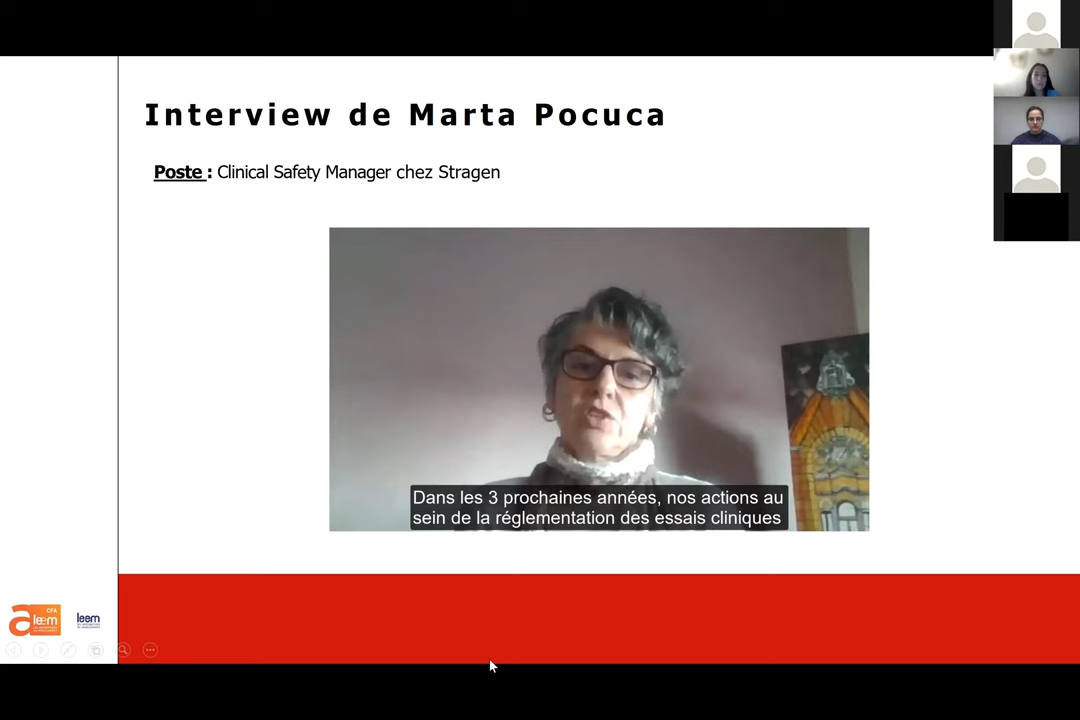 Interview de Marta Pocuca
Poste : Clinical Safety Manager chez Stragen
Dans les 3 prochaines années, nos actions au
sein de la réglementation des essais cliniques
CFA
leem
leem